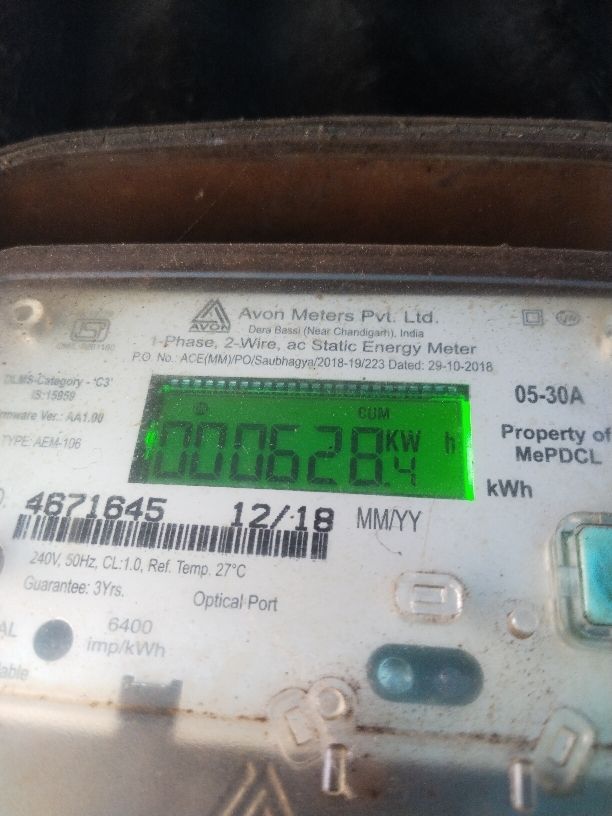 AVON
Avon Meters Pvt. Ltd.
Dera Bassi (Near Chandigarh), India
1-Phase, 2-Wire, ac Static Energy Meter
P.O No.: ACE(MM)/PO/Saubhagya/2018-19/223 Dated: 29-10-2018
DLMS-Category - 'C3'
IS:15959
Firmware Ver.: AA1.00
TYPE: AEM-106
CUM
000628.4 KW h
kWh
05-30A
Property of
MePDCL
4671645 12/18 MM/YY
240V, 50Hz, CL:1.0, Ref. Temp. 27°C
Guarantee: 3Yrs.
Optical Port
6400
imp/kWh